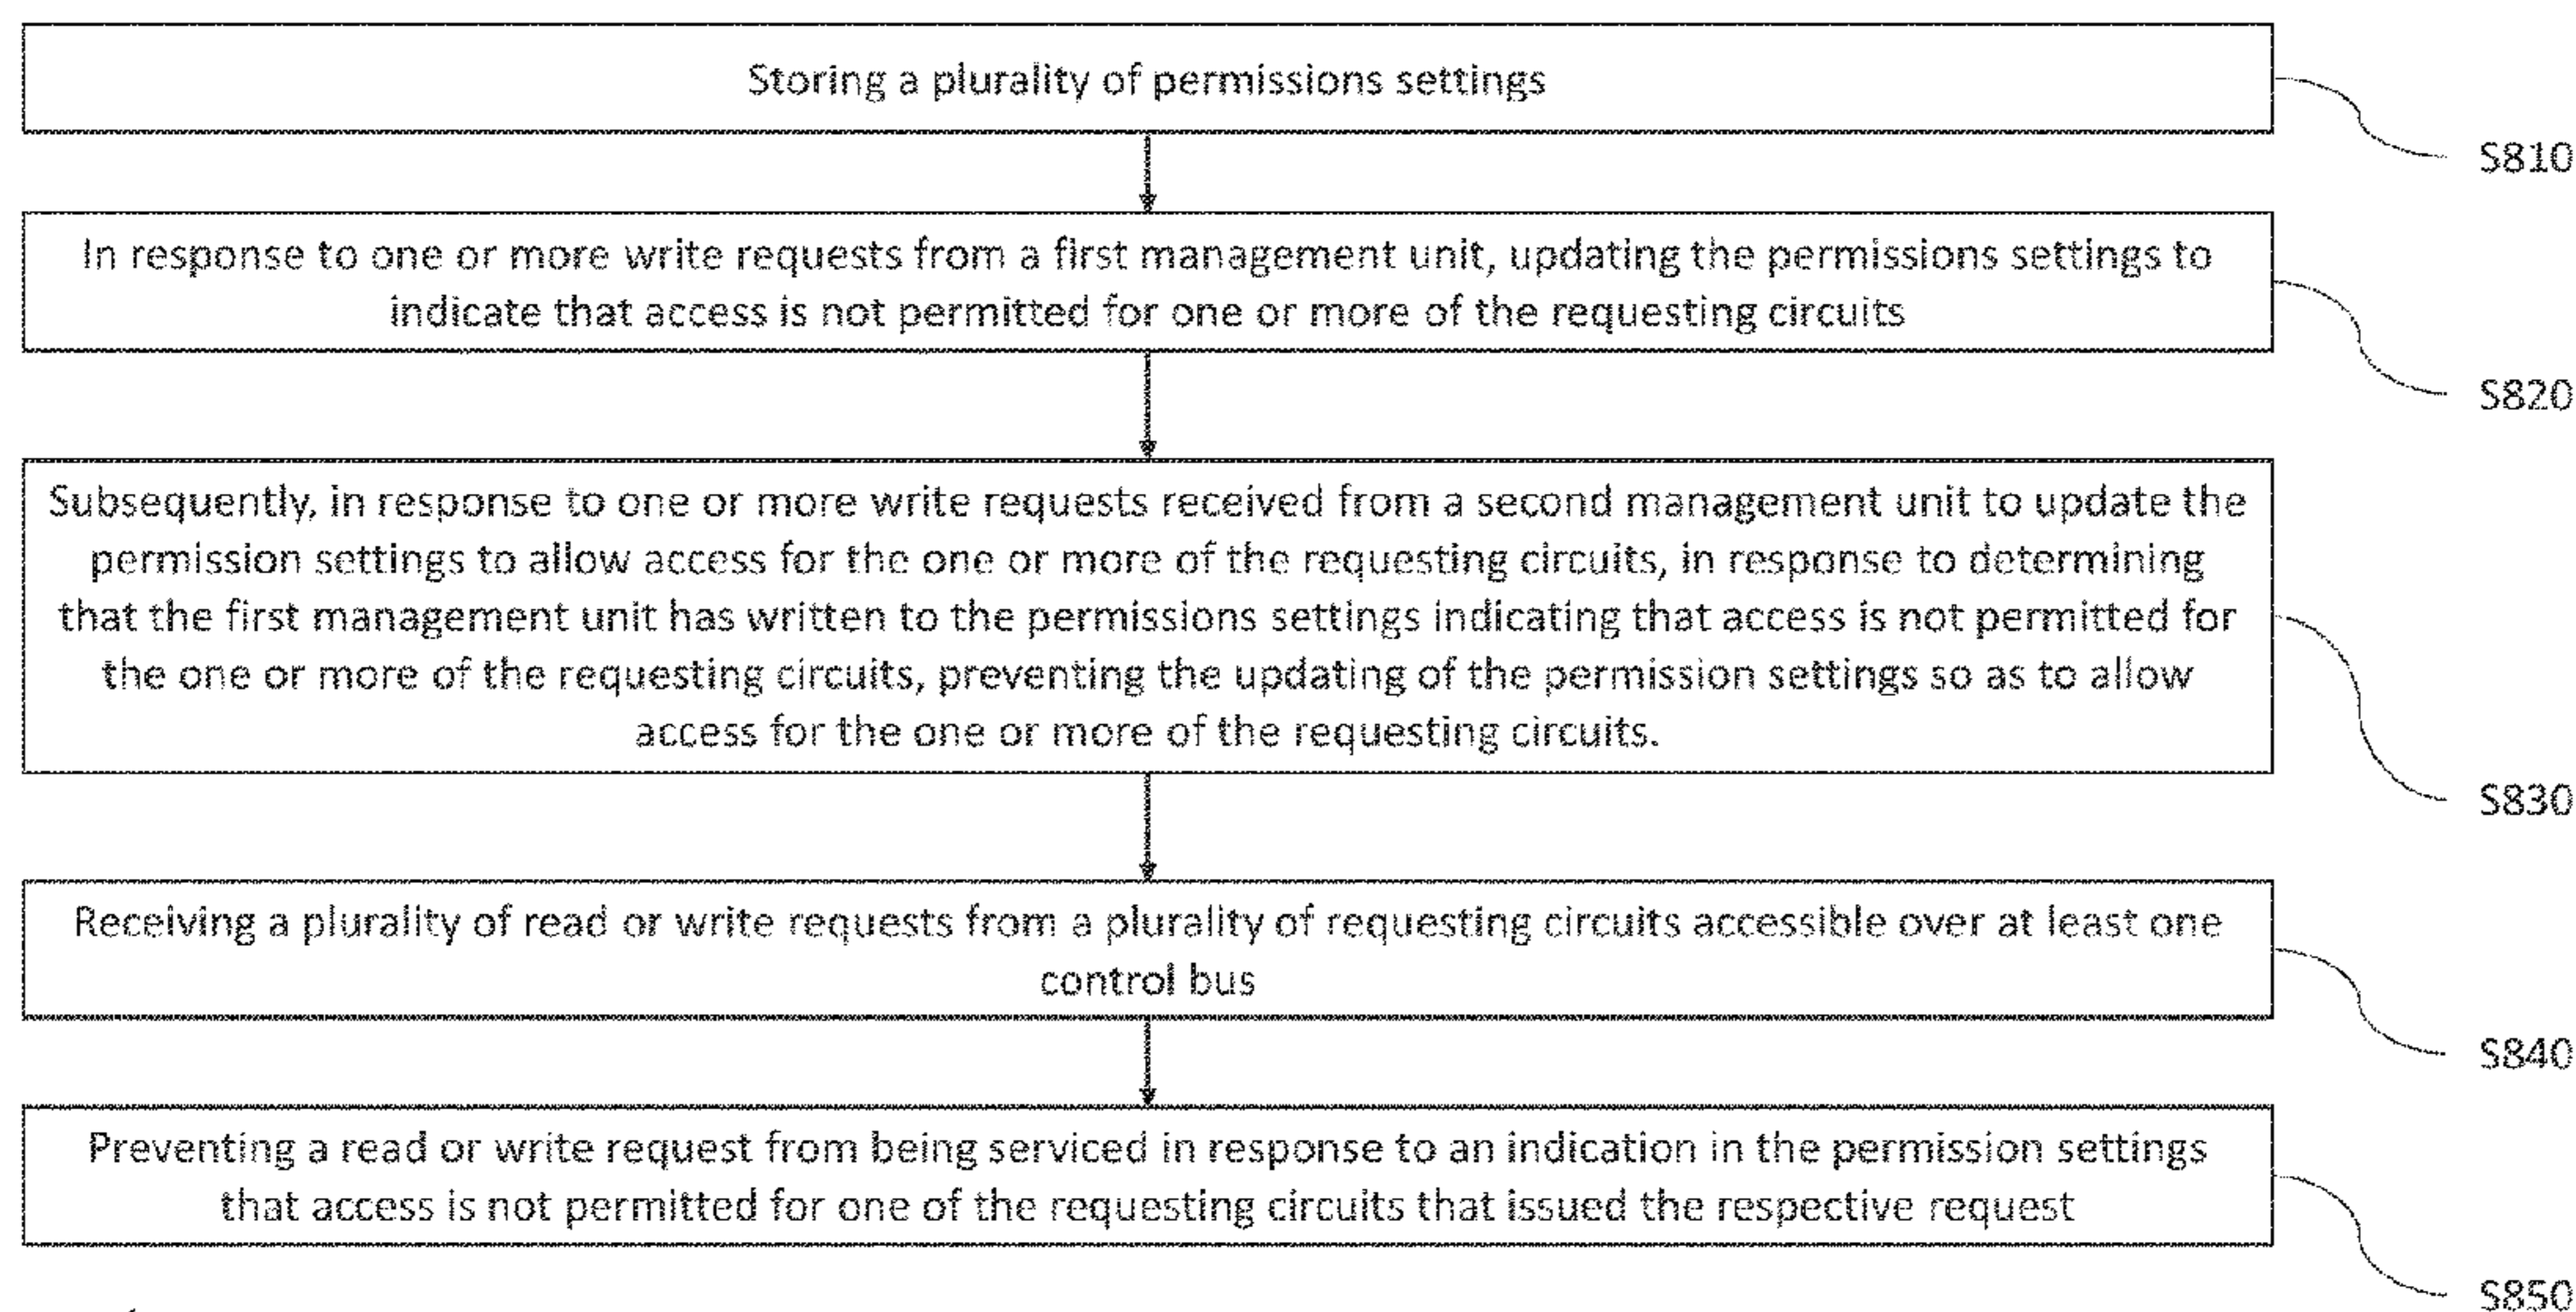 Storing a plurality of permissions settings
S810
In response to one or more write requests from a first management unit, updating the permissions settings to
indicate that access is not permitted for one or more of the requesting circuits
S820
Subsequently, in response to one or more write requests received from a second management unit to update the
permission settings to allow access for the one or more of the requesting circuits, in response to determining
that the first management unit has written to the permissions settings indicating that access is not permitted for
the one or more of the requesting circuits, preventing the updating of the permission settings so as to allow
access for the one or more of the requesting circuits.
S830
Receiving a plurality of read or write requests from a plurality of requesting circuits accessible over at least one
control bus
S840
Preventing a read or write request from being serviced in response to an indication in the permission settings
that access is not permitted for one of the requesting circuits that issued the respective request
S850